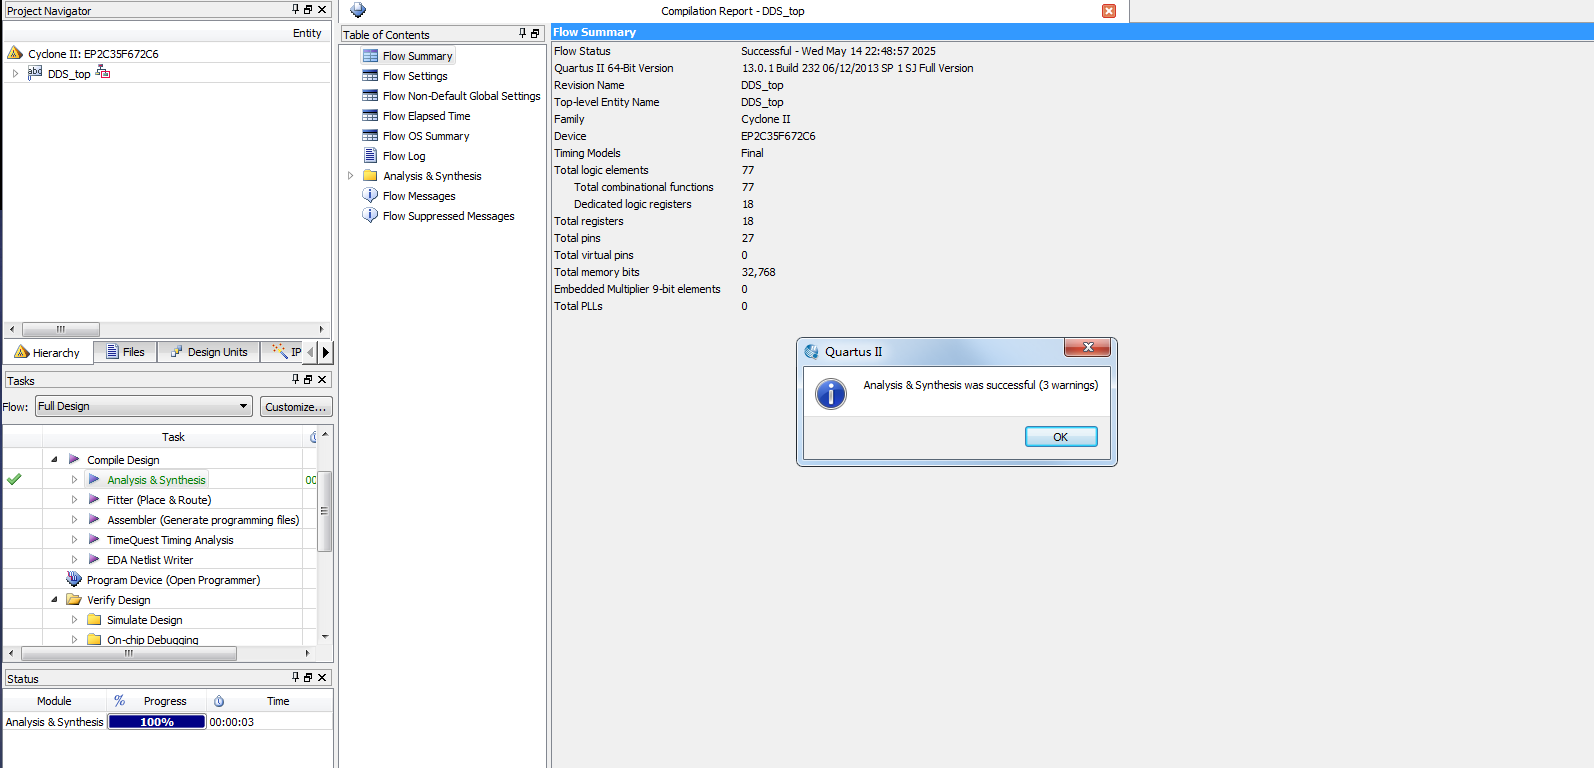 Project Navigator
Entity
Cyclone II: EP2C35F672C6
abd DDS_top
Hierarchy Files Design Units IP
Tasks
Flow: Full Design Customize...
Task
Compile Design
Analysis & Synthesis 00
Fitter (Place & Route)
Assembler (Generate programming files)
TimeQuest Timing Analysis
EDA Netlist Writer
Program Device (Open Programmer)
Verify Design
Simulate Design
On-chip Debugging
Status
Module % Progress Time
Analysis & Synthesis 100% 00:00:03
Compilation Report - DDS_top
Table of Contents
Flow Summary
Flow Settings
Flow Non-Default Global Settings
Flow Elapsed Time
Flow OS Summary
Flow Log
Analysis & Synthesis
Flow Messages
Flow Suppressed Messages
Flow Summary
Flow Status Successful - Wed May 14 22:48:57 2025
Quartus II 64-Bit Version 13.0.1 Build 232 06/12/2013 SP 1 SJ Full Version
Revision Name DDS_top
Top-level Entity Name DDS_top
Family Cyclone II
Device EP2C35F672C6
Timing Models Final
Total logic elements 77
Total combinational functions 77
Dedicated logic registers 18
Total registers 18
Total pins 27
Total virtual pins 0
Total memory bits 32,768
Embedded Multiplier 9-bit elements 0
Total PLLs 0
Quartus II
Analysis & Synthesis was successful (3 warnings)
OK